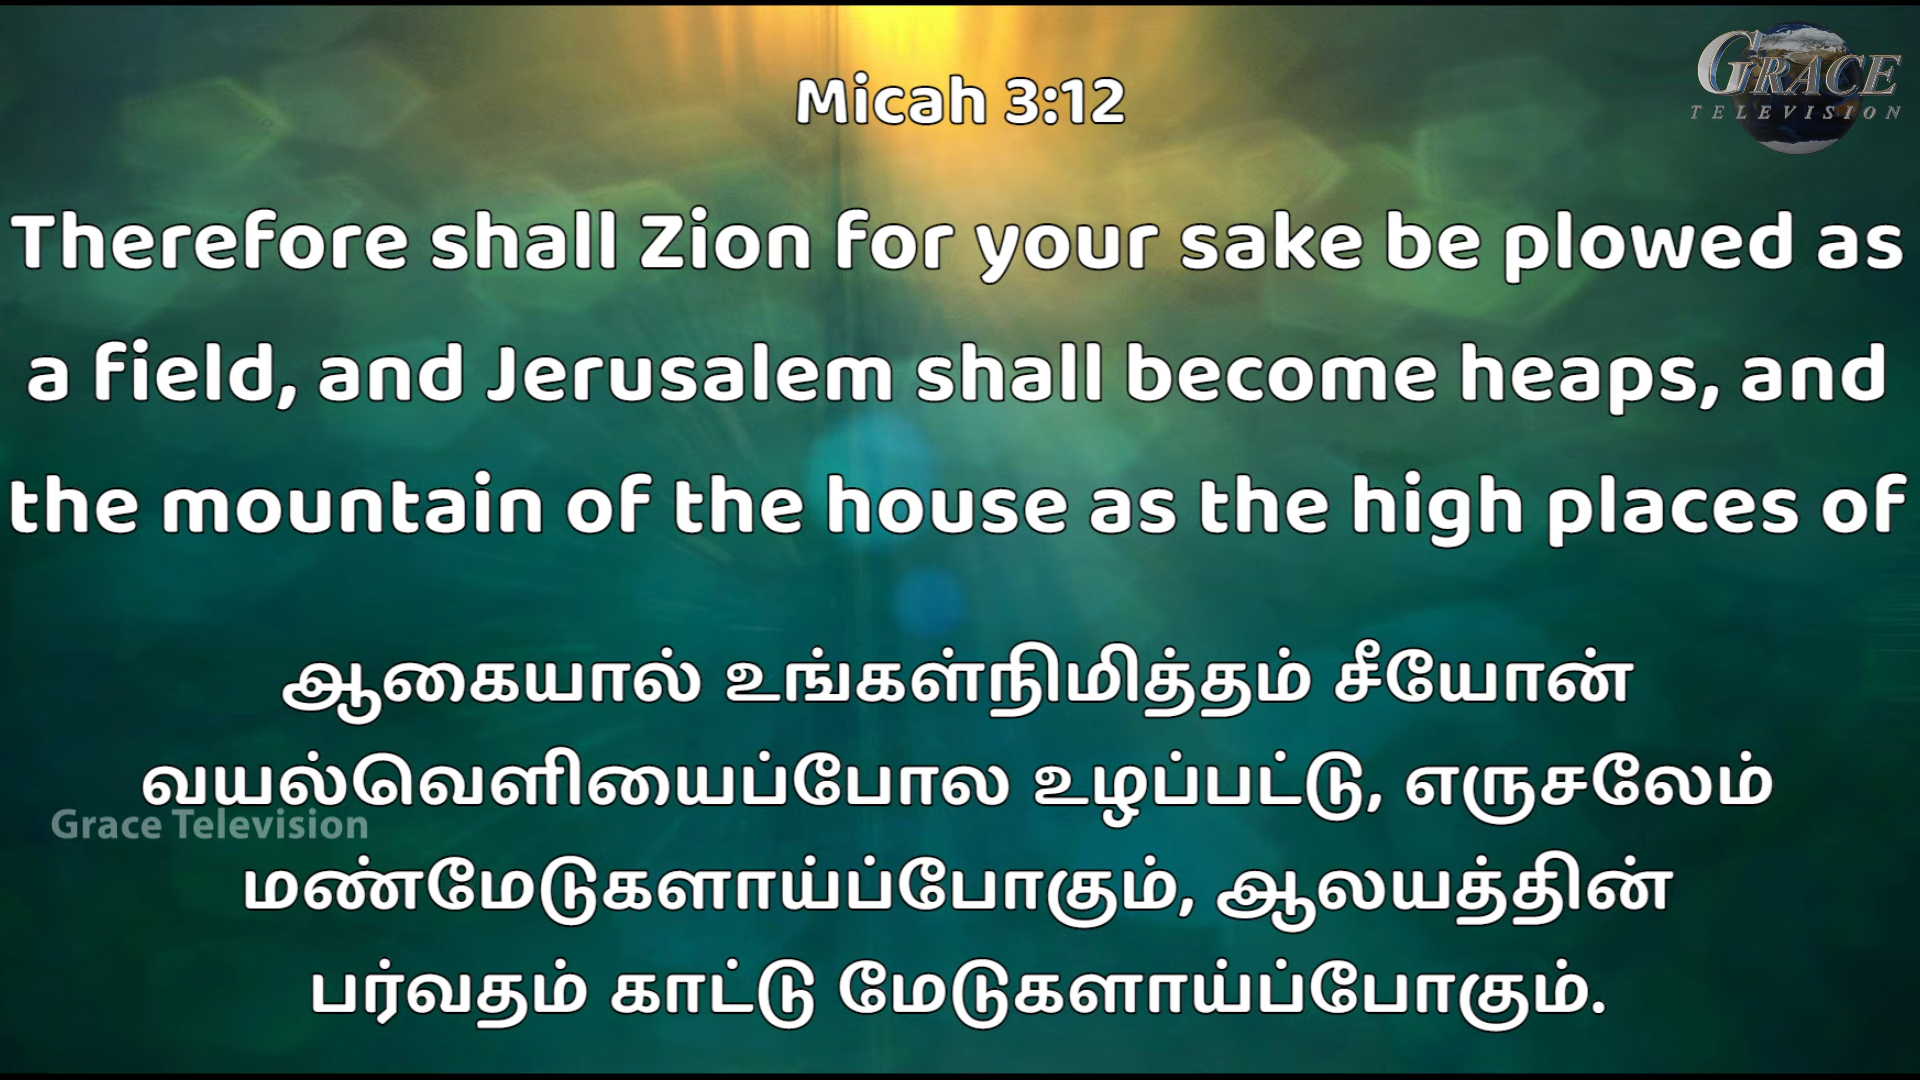 GRACE
TELEVISION
Micah 3:12
Therefore shall Zion for your sake be plowed as
a field, and Jerusalem shall become heaps, and
the mountain of the house as the high places of
ஆகையால் உங்கள்நிமித்தம் சீயோன்
வயல்வெளியைப்போல உழப்பட்டு, எருசலேம்
Grace Television
மண்மேடுகளாய்ப்போகும், ஆலயத்தின்
பர்வதம் காட்டு மேடுகளாய்ப்போகும்.